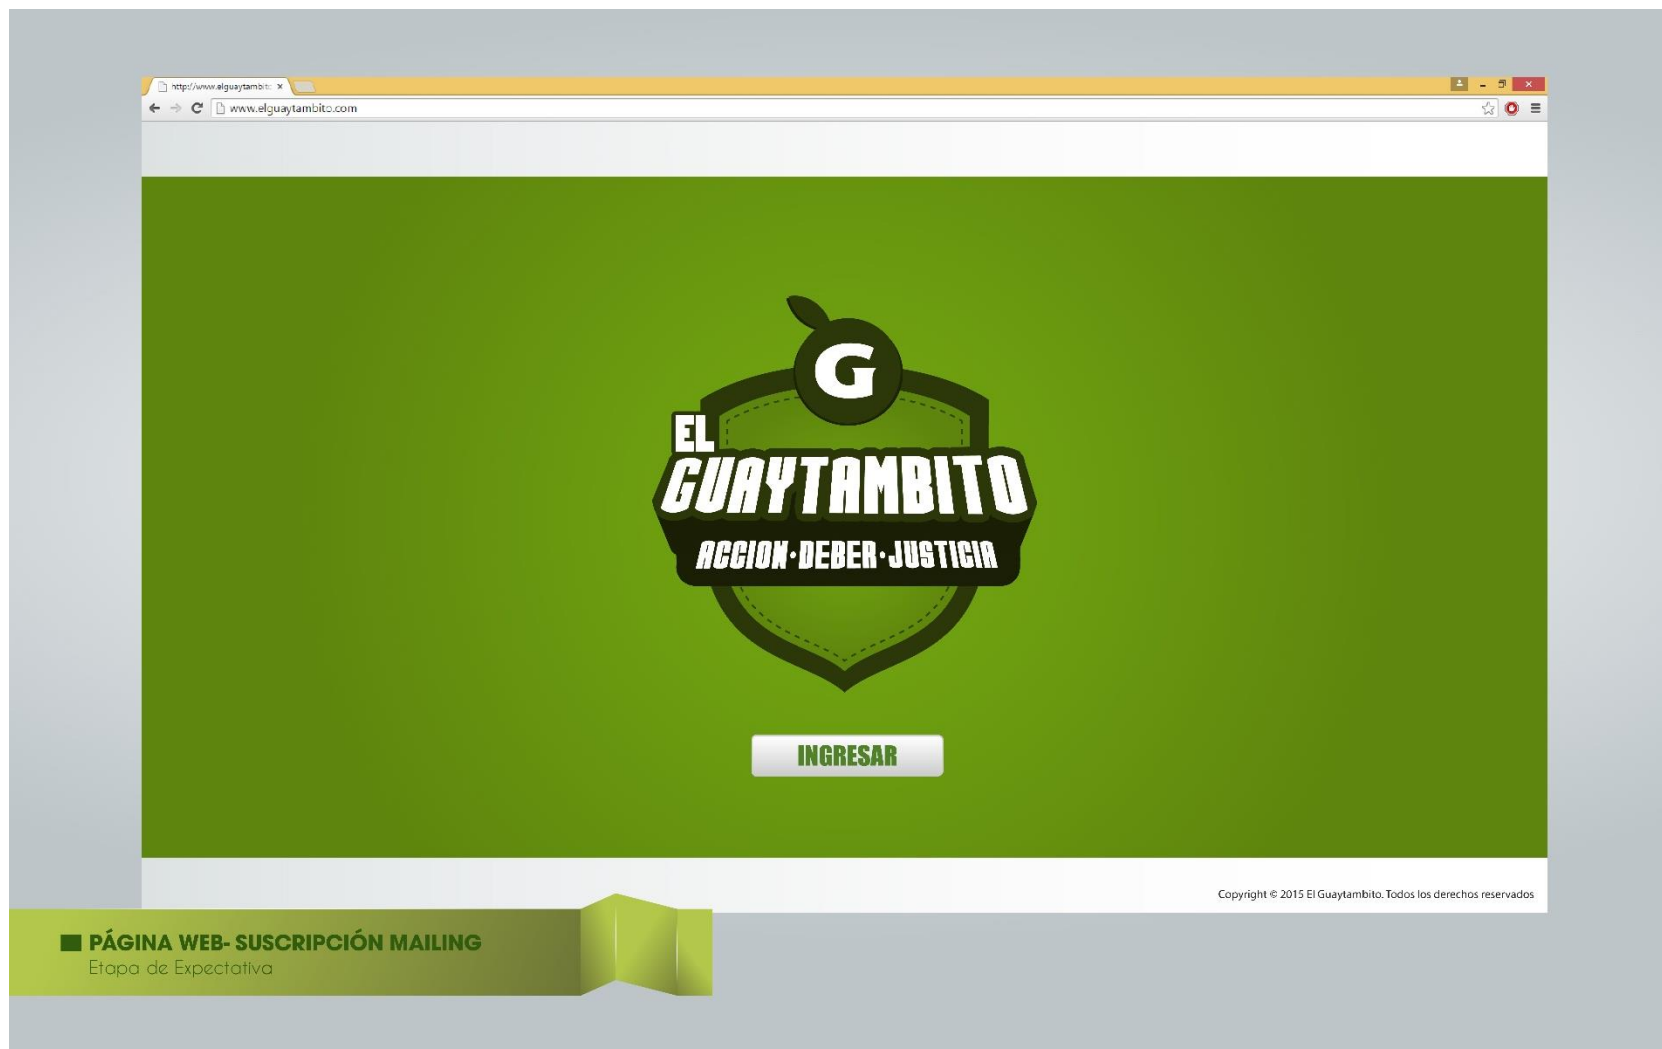 http://www.elguaytambito
www.elguaytambito.com
G
EL
GUAYTAMBITO
ACCION·DEBER·JUSTICIA
INGRESAR
Copyright © 2015 El Guaytambito. Todos los derechos reservados
PÁGINA WEB- SUSCRIPCIÓN MAILING
Etapa de Expectativa